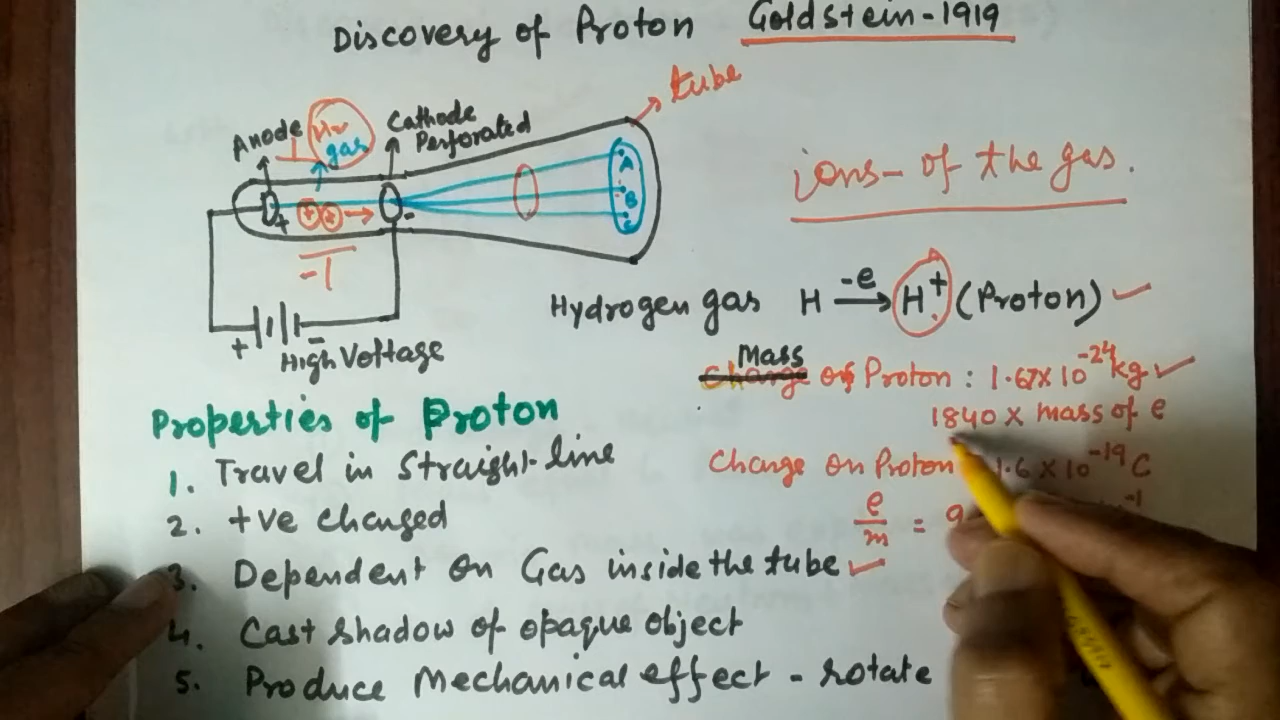 Discovery of Proton Goldstein-1919
tube
Anode
gas
Cathode
Perforated
+ + + -
A
B
C
-1
+ -
High Voltage
ions- of the gas.
Hydrogen gas H -e → H+ (Proton)
Mass
Charge of Proton : 1.67 x 10-24 kg
1840 x mass of e
Charge on Proton 1.6 x 10-19 C
e/m = 9
Properties of Proton
1. Travel in Straight-line
2. +ve charged
3. Dependent on Gas inside the tube
4. Cast shadow of opaque object
5. Produce Mechanical effect - rotate